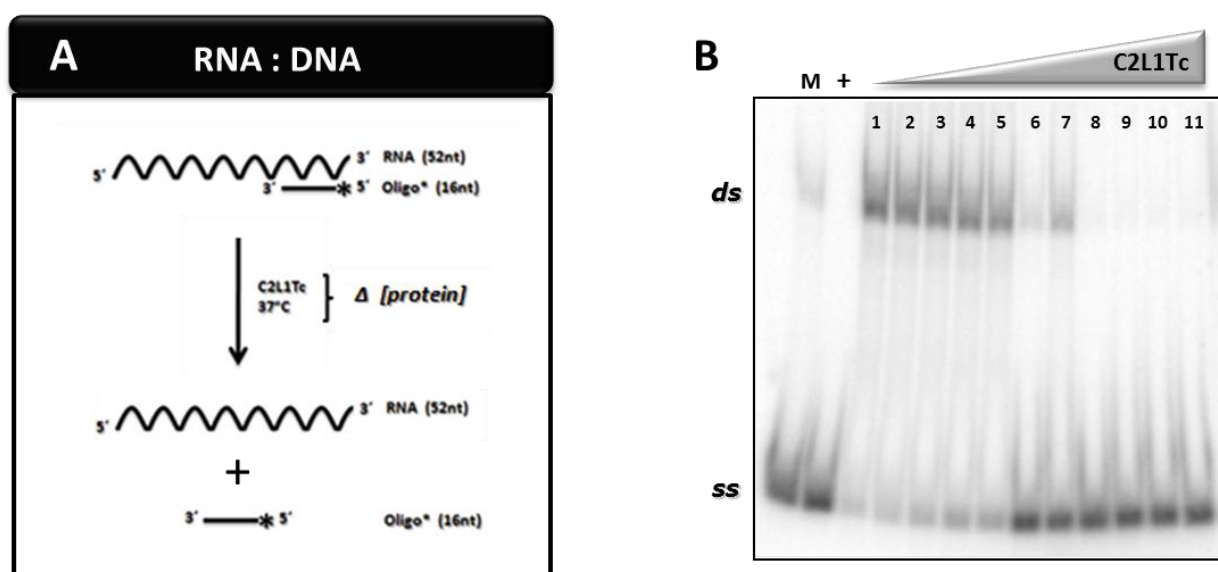 A RNA : DNA
5´ 3´ RNA (52nt)
3´ * 5´ Oligo* (16nt)
C2L1Tc
37°C } Δ [protein]
5´ 3´ RNA (52nt)
+
3´ * 5´ Oligo* (16nt)
B
C2L1Tc
M +
1 2 3 4 5 6 7 8 9 10 11
ds
ss